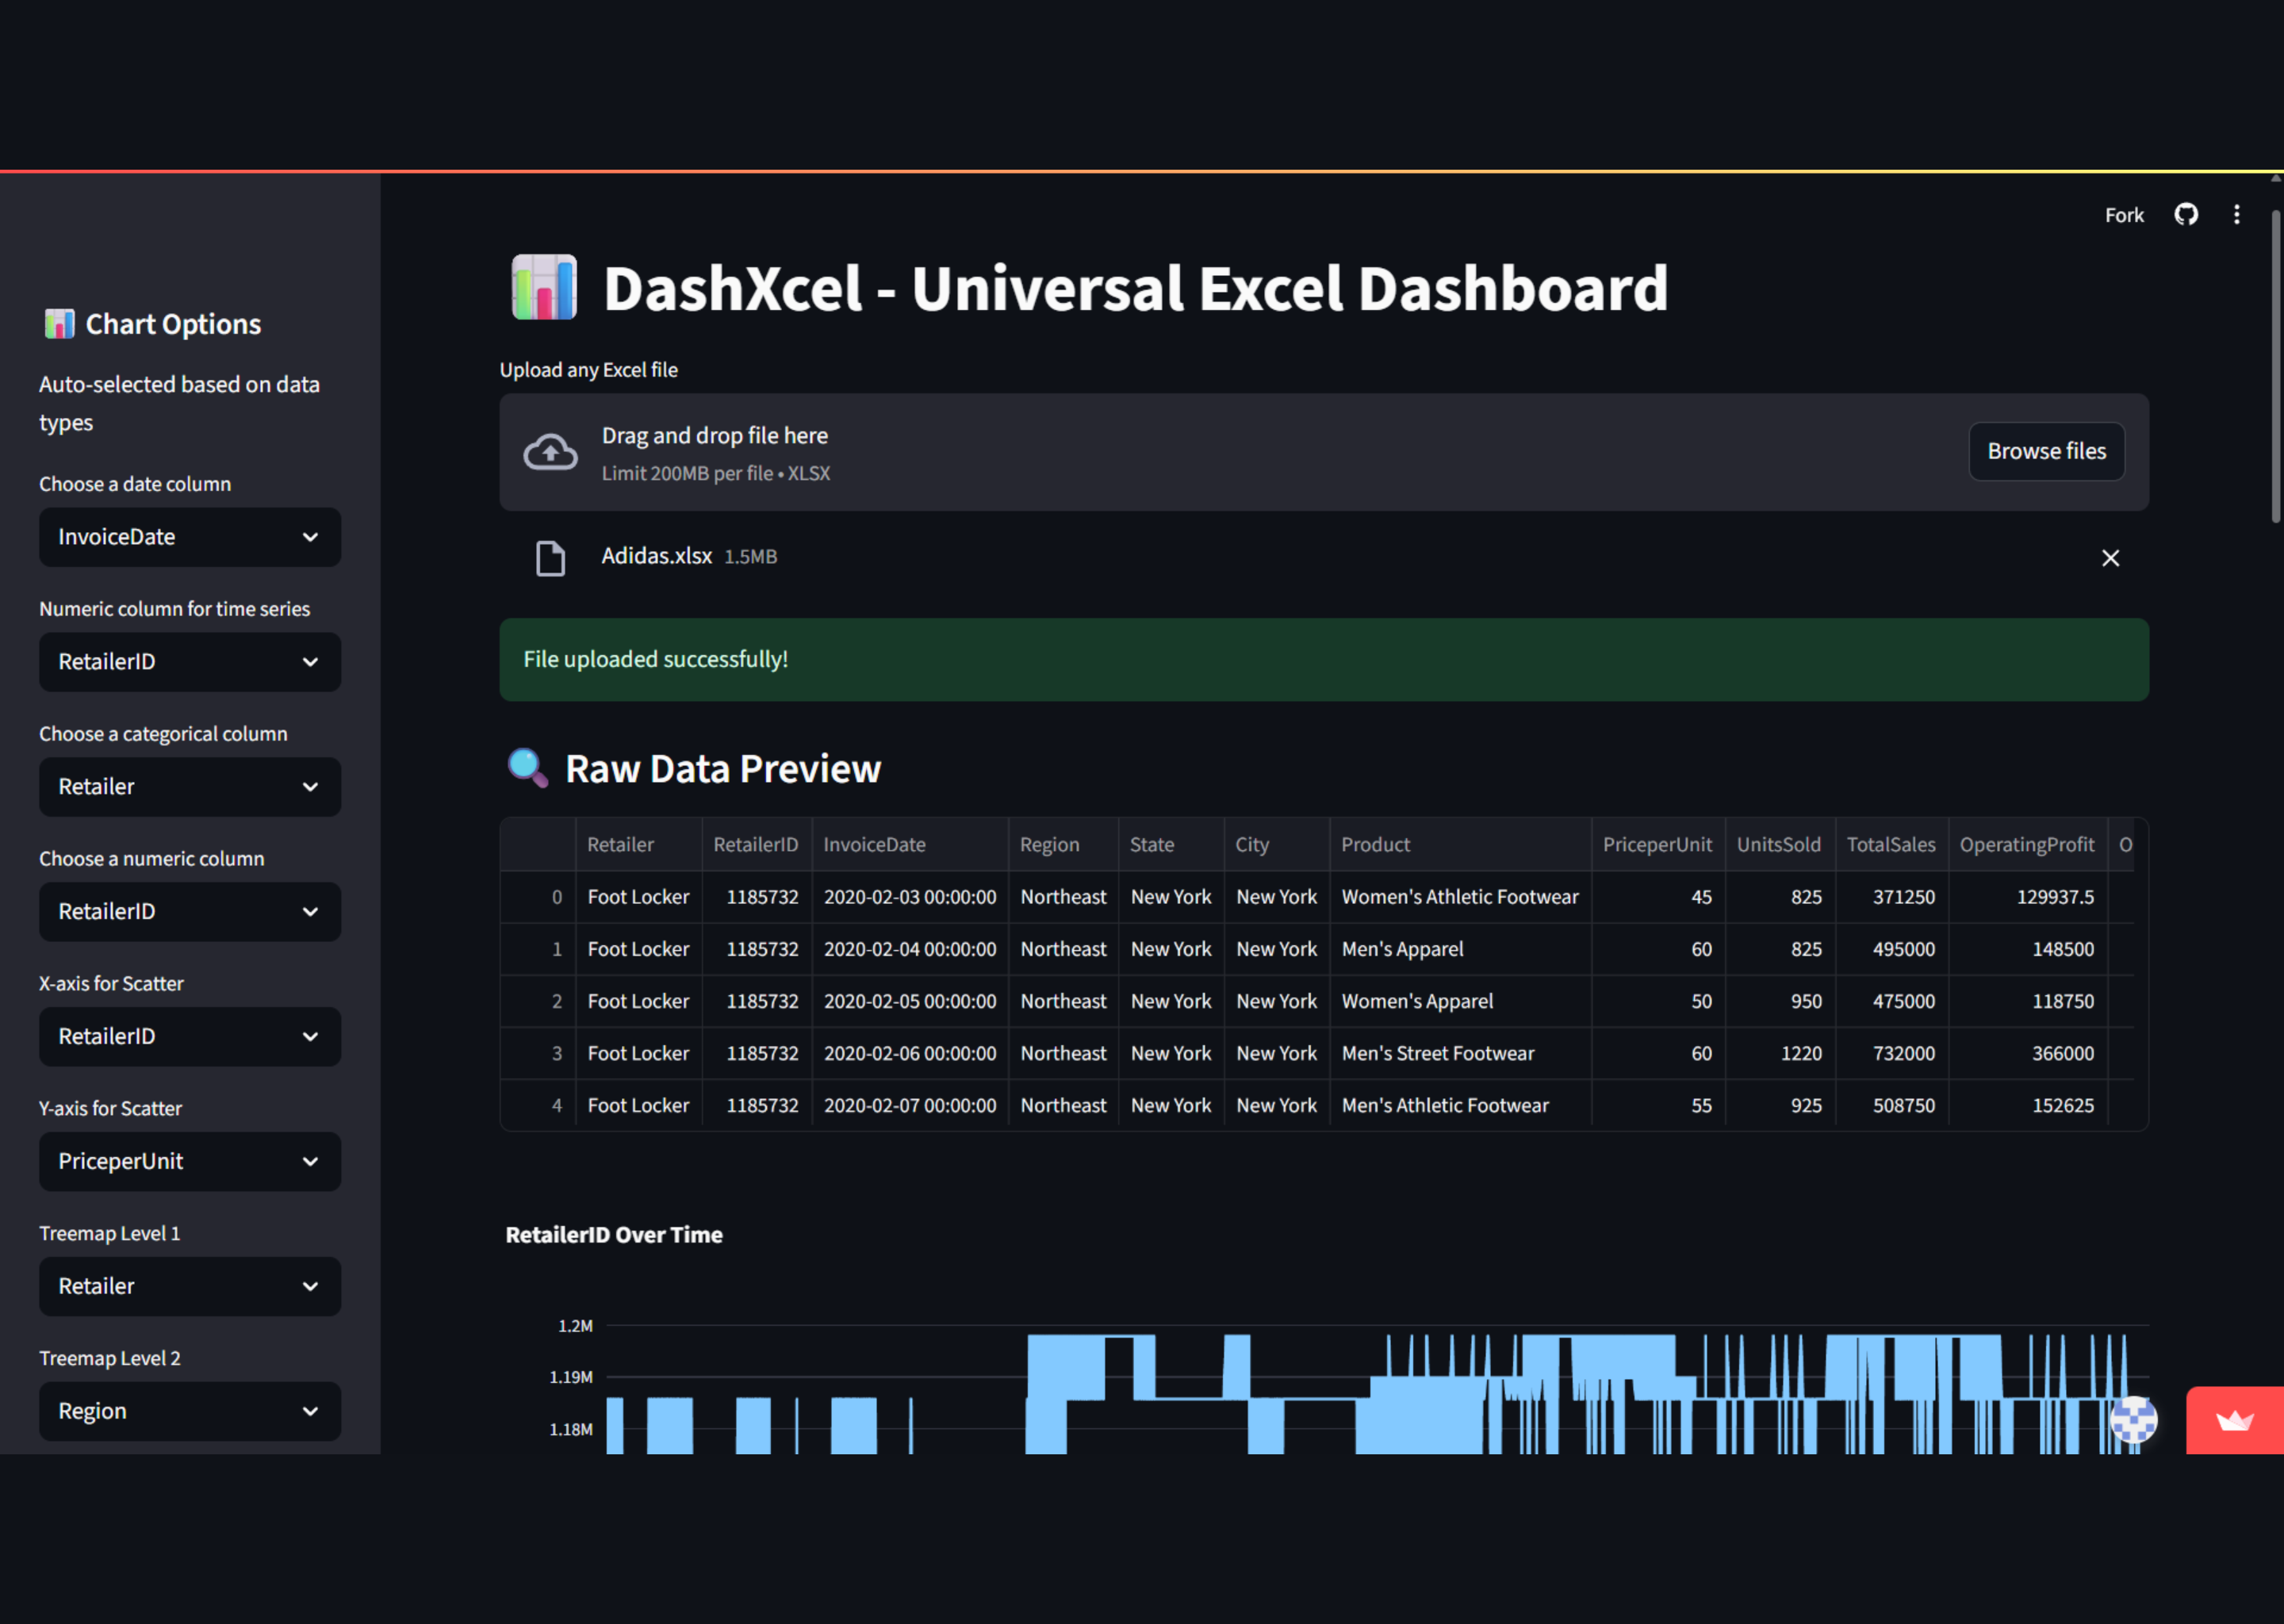 Fork
Chart Options
Auto-selected based on data
types
Choose a date column
InvoiceDate
Numeric column for time series
RetailerID
Choose a categorical column
Retailer
Choose a numeric column
RetailerID
X-axis for Scatter
RetailerID
Y-axis for Scatter
PriceperUnit
Treemap Level 1
Retailer
Treemap Level 2
Region
DashXcel - Universal Excel Dashboard
Upload any Excel file
Drag and drop file here
Limit 200MB per file • XLSX
Browse files
Adidas.xlsx 1.5MB
File uploaded successfully!
Raw Data Preview
Retailer RetailerID InvoiceDate Region State City Product PriceperUnit UnitsSold TotalSales OperatingProfit O
0 Foot Locker 1185732 2020-02-03 00:00:00 Northeast New York New York Women's Athletic Footwear 45 825 371250 129937.5
1 Foot Locker 1185732 2020-02-04 00:00:00 Northeast New York New York Men's Apparel 60 825 495000 148500
2 Foot Locker 1185732 2020-02-05 00:00:00 Northeast New York New York Women's Apparel 50 950 475000 118750
3 Foot Locker 1185732 2020-02-06 00:00:00 Northeast New York New York Men's Street Footwear 60 1220 732000 366000
4 Foot Locker 1185732 2020-02-07 00:00:00 Northeast New York New York Men's Athletic Footwear 55 925 508750 152625
RetailerID Over Time
1.2M
1.19M
1.18M